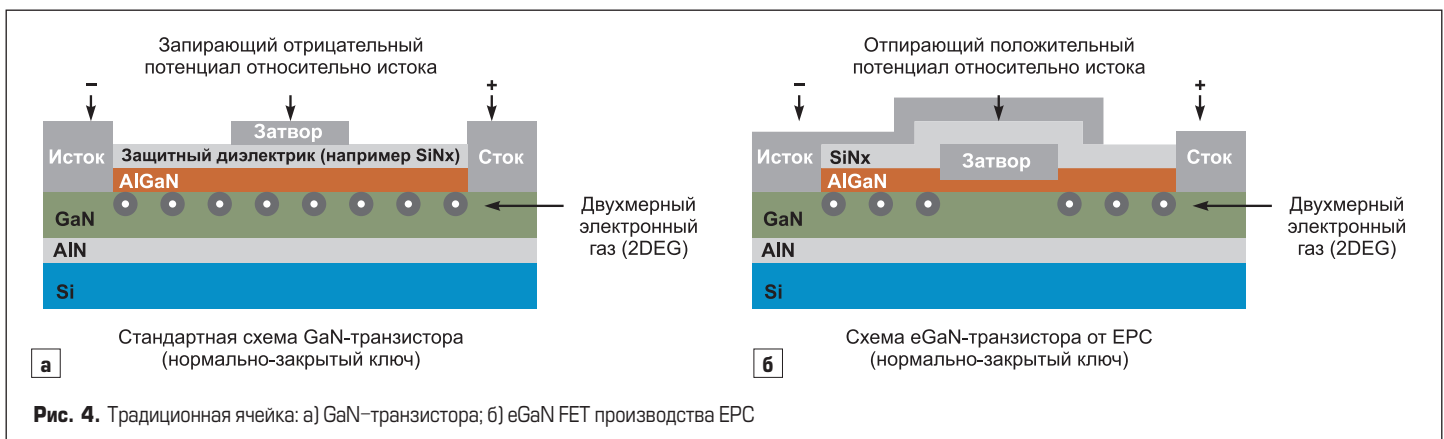 Запирающий отрицательный
потенциал относительно истока
–
+
Затвор
Исток
Защитный диэлектрик (например SiNx)
Сток
AlGaN
GaN
AlN
Si
Двухмерный
электронный
газ (2DEG)
Стандартная схема GaN-транзистора
(нормально-закрытый ключ)
а
Отпирающий положительный
потенциал относительно истока
–
+
Исток
SiNx
Затвор
Сток
AlGaN
GaN
AlN
Si
Двухмерный
электронный
газ (2DEG)
Схема eGaN-транзистора от EPC
(нормально-закрытый ключ)
б
Рис. 4. Традиционная ячейка: а) GaN–транзистора; б) eGaN FET производства EPC